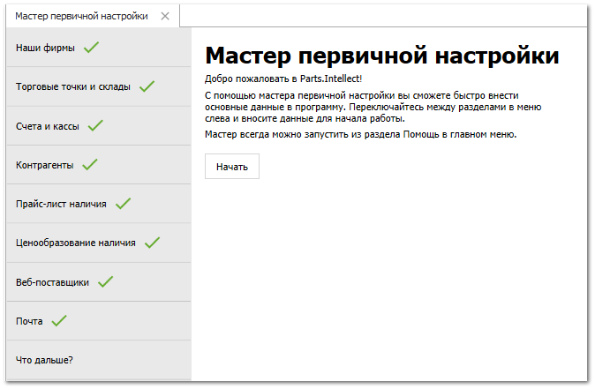 Мастер первичной настройки
Наши фирмы
Торговые точки и склады
Счета и кассы
Контрагенты
Прайс-лист наличия
Ценообразование наличия
Веб-поставщики
Почта
Что дальше?
Мастер первичной настройки
Добро пожаловать в Parts.Intellect!
С помощью мастера первичной настройки вы сможете быстро внести
основные данные в программу. Переключайтесь между разделами в меню
слева и вносите данные для начала работы.
Мастер всегда можно запустить из раздела Помощь в главном меню.
Начать